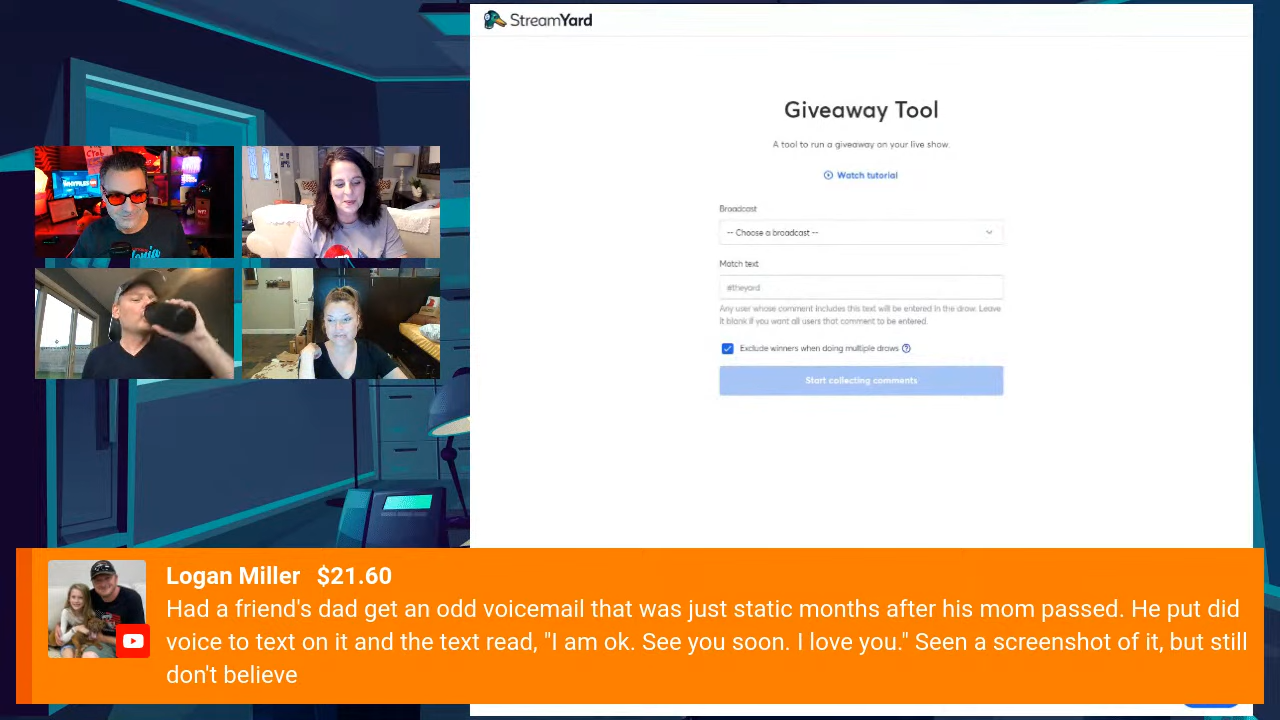 StreamYard
Giveaway Tool
A tool to run a giveaway on your live show.
Watch tutorial
Broadcast
-- Choose a broadcast --
Match text
#theyard
Any user whose comment includes this text will be entered in the draw. Leave
it blank if you want all users that comment to be entered.
Exclude winners when doing multiple draws
Start collecting comments
Logan Miller $21.60
Had a friend's dad get an odd voicemail that was just static months after his mom passed. He put did
voice to text on it and the text read, "I am ok. See you soon. I love you." Seen a screenshot of it, but still
don't believe